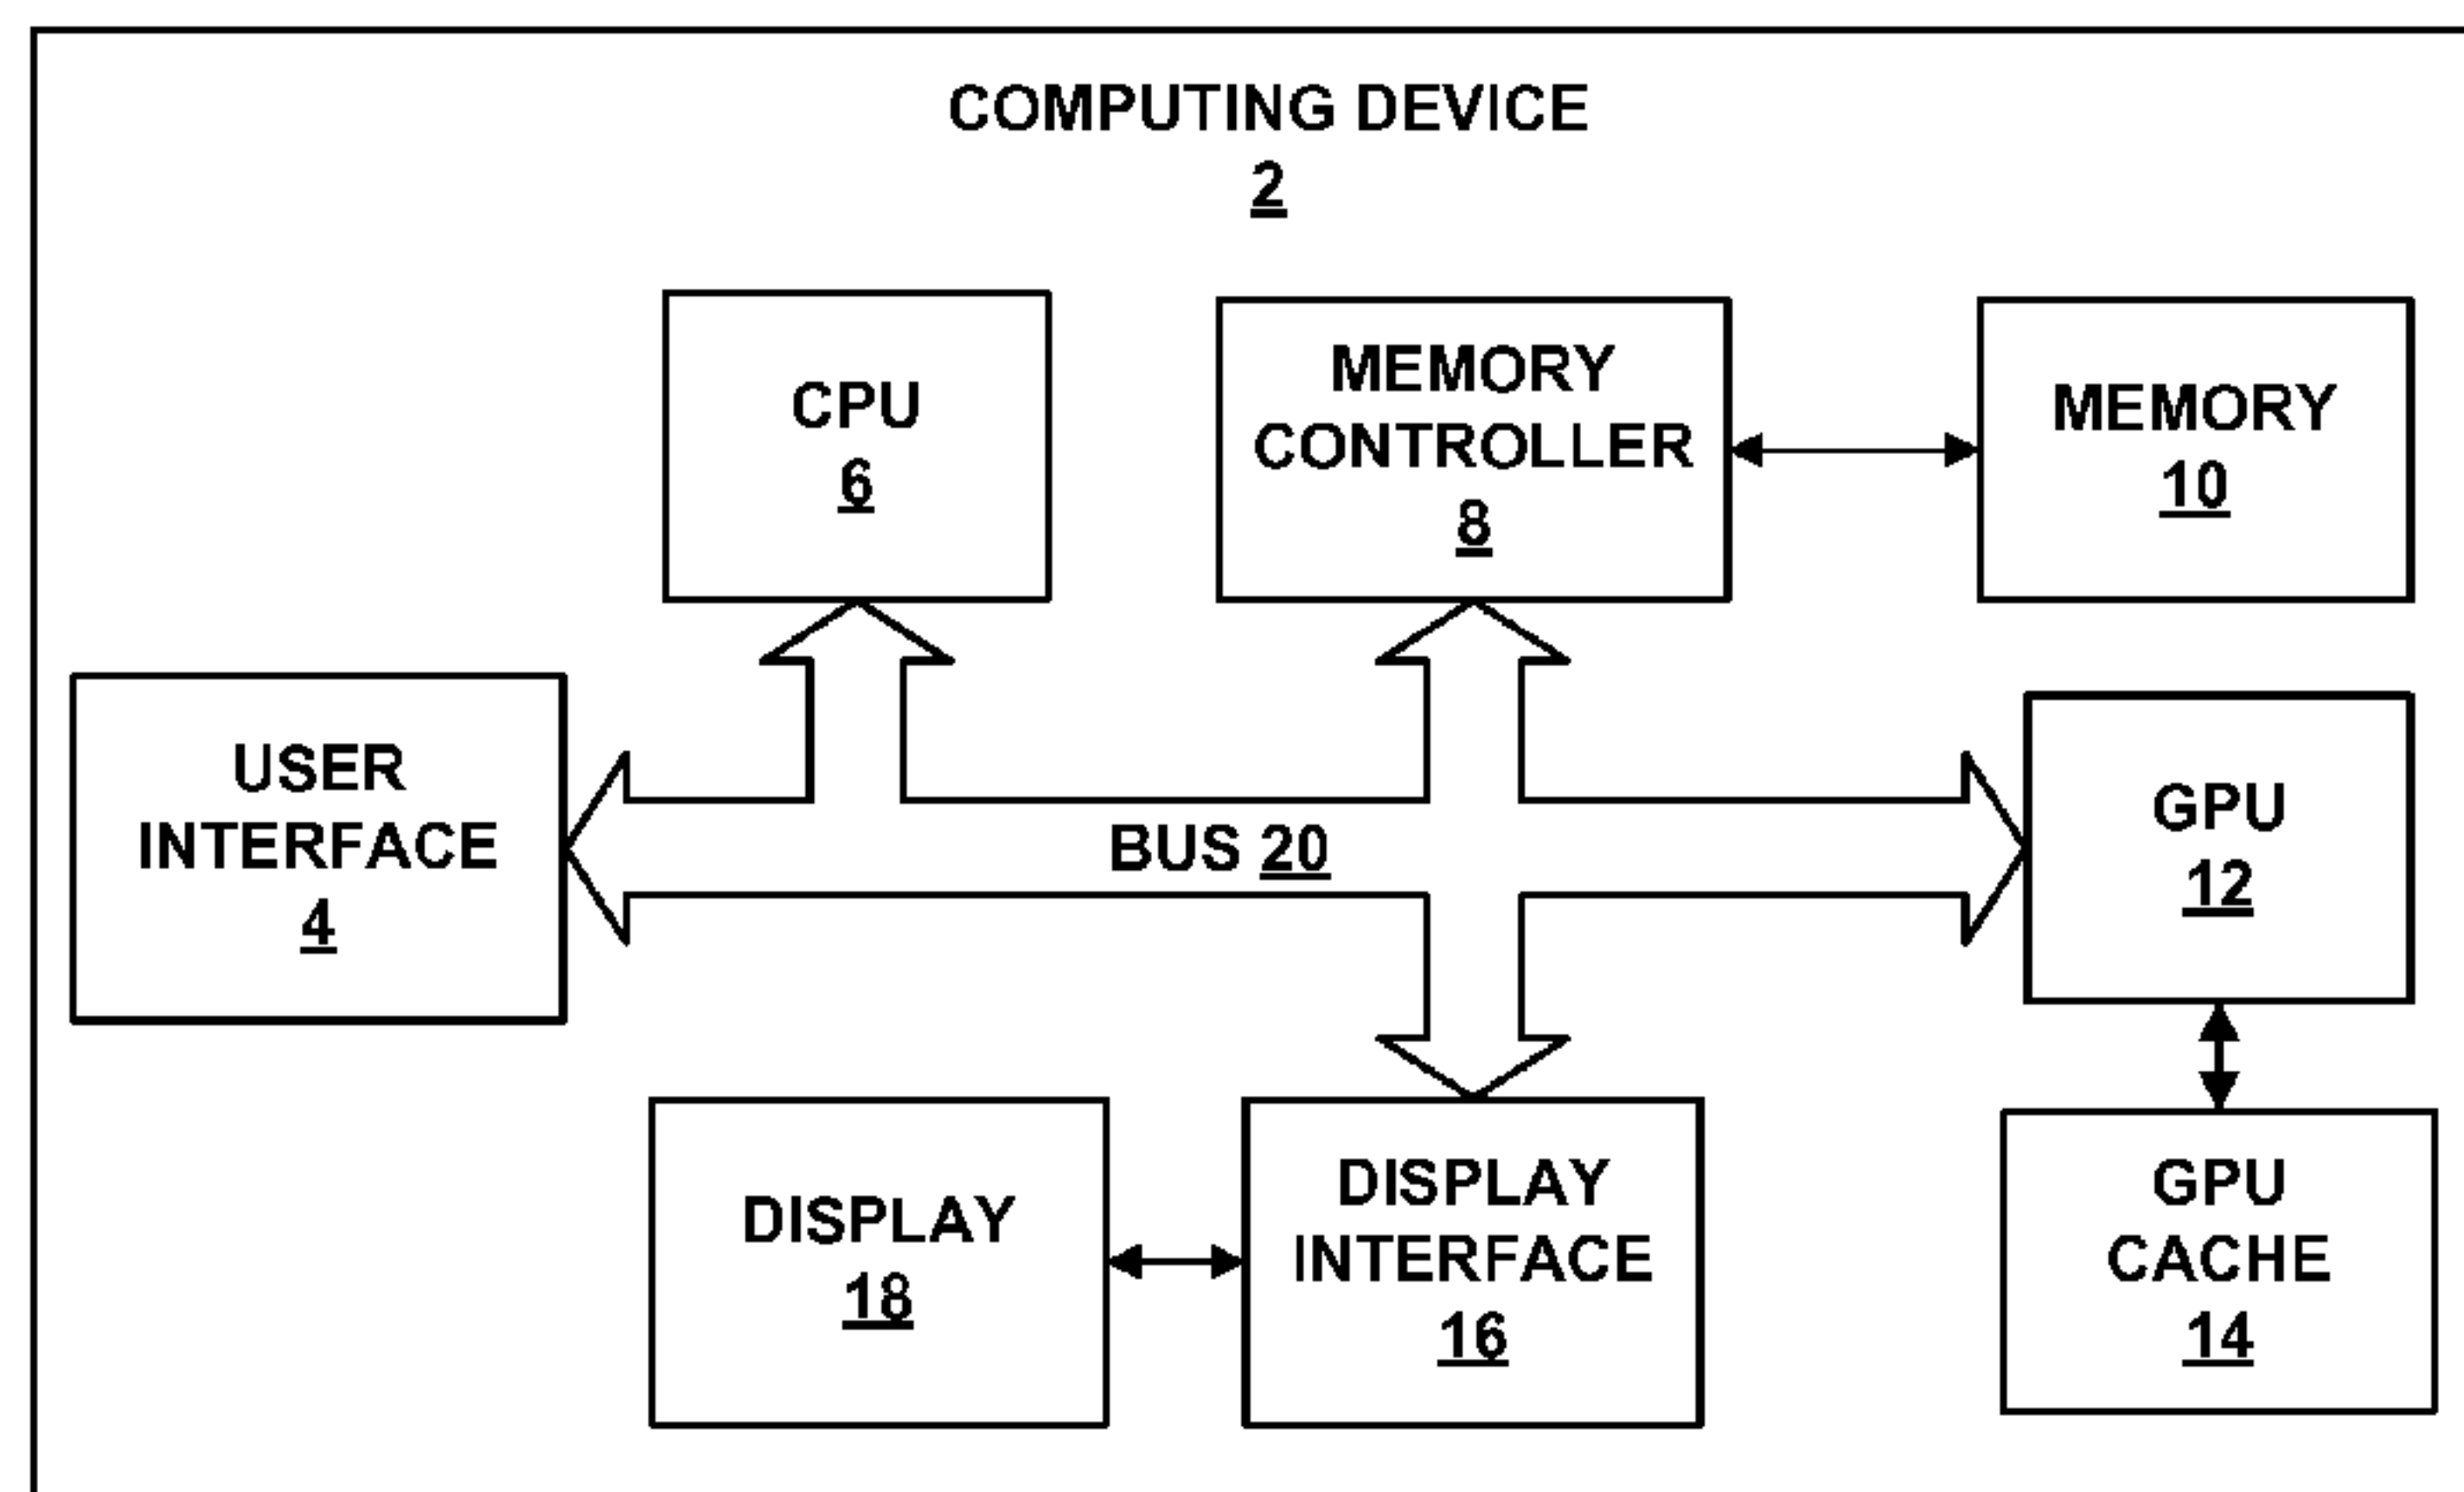 COMPUTING DEVICE
2
CPU
6
MEMORY
CONTROLLER
8
MEMORY
10
USER
INTERFACE
4
BUS 20
GPU
12
DISPLAY
18
DISPLAY
INTERFACE
16
GPU
CACHE
14